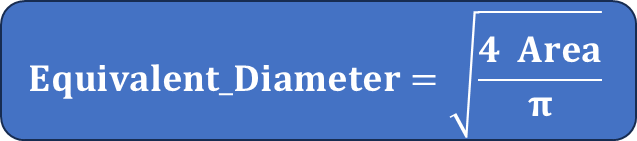 Equivalent_Diameter = √(4 Area / π)